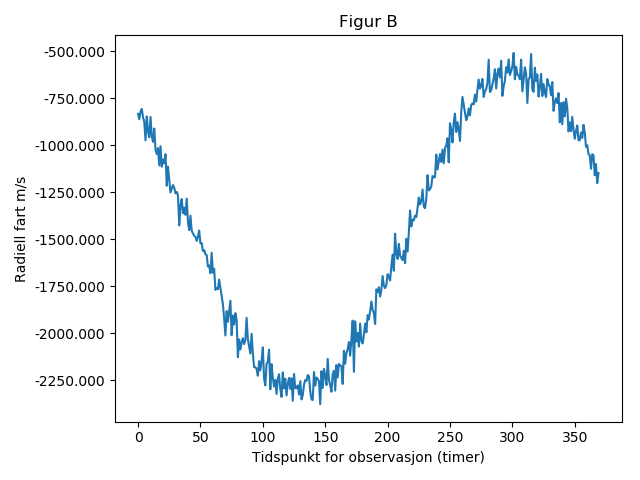 Figur B
Radiell fart m/s
-500.000
-750.000
-1000.000
-1250.000
-1500.000
-1750.000
-2000.000
-2250.000
0 50 100 150 200 250 300 350
Tidspunkt for observasjon (timer)